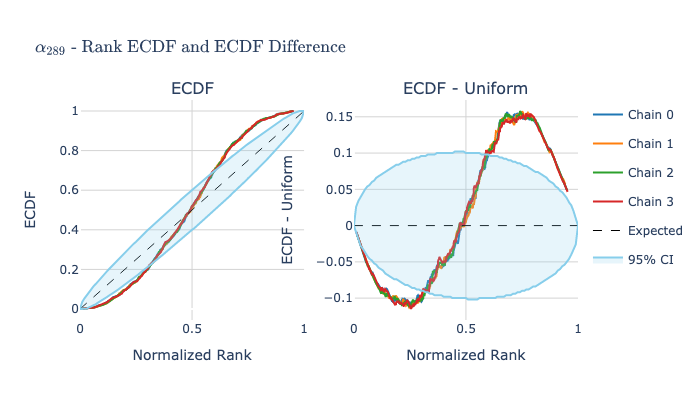 α₂₈₉ - Rank ECDF and ECDF Difference
ECDF
ECDF
1
0.8
0.6
0.4
0.2
0
0
0.5
1
Normalized Rank
ECDF - Uniform
ECDF - Uniform
0.15
0.1
0.05
0
−0.05
−0.1
0
0.5
1
Normalized Rank
Chain 0
Chain 1
Chain 2
Chain 3
Expected
95% CI